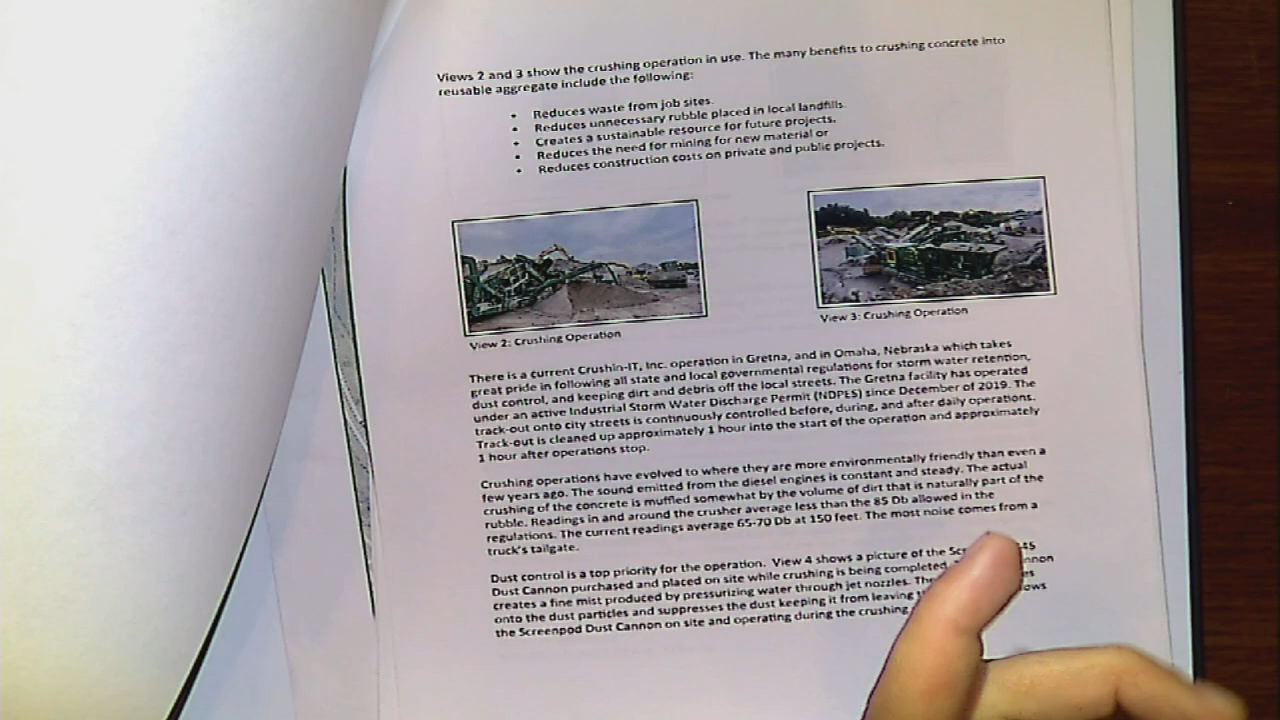 Views 2 and 3 show the crushing operation in use. The many benefits to crushing concrete into
reusable aggregate include the following:
• Reduces waste from job sites.
• Reduces unnecessary rubble placed in local landfills.
• Creates a sustainable resource for future projects.
• Reduces the need for mining for new material or
• Reduces construction costs on private and public projects.
View 2: Crushing Operation
View 3: Crushing Operation
There is a current Crushin-IT, Inc. operation in Gretna, and in Omaha, Nebraska which takes
great pride in following all state and local governmental regulations for storm water retention,
dust control, and keeping dirt and debris off the local streets. The Gretna facility has operated
under an active Industrial Storm Water Discharge Permit (NDPES) since December of 2019. The
track-out onto city streets is continuously controlled before, during, and after daily operations.
Track-out is cleaned up approximately 1 hour into the start of the operation and approximately
1 hour after operations stop.
Crushing operations have evolved to where they are more environmentally friendly than even a
few years ago. The sound emitted from the diesel engines is constant and steady. The actual
crushing of the concrete is muffled somewhat by the volume of dirt that is naturally part of the
rubble. Readings in and around the crusher average less than the 85 Db allowed in the
regulations. The current readings average 65-70 Db at 150 feet. The most noise comes from a
truck's tailgate.
Dust control is a top priority for the operation. View 4 shows a picture of the
Dust Cannon purchased and placed on site while crushing is being completed.
creates a fine mist produced by pressurizing water through jet nozzles.
onto the dust particles and suppresses the dust keeping it from leaving
the Screenpod Dust Cannon on site and operating during the crushing